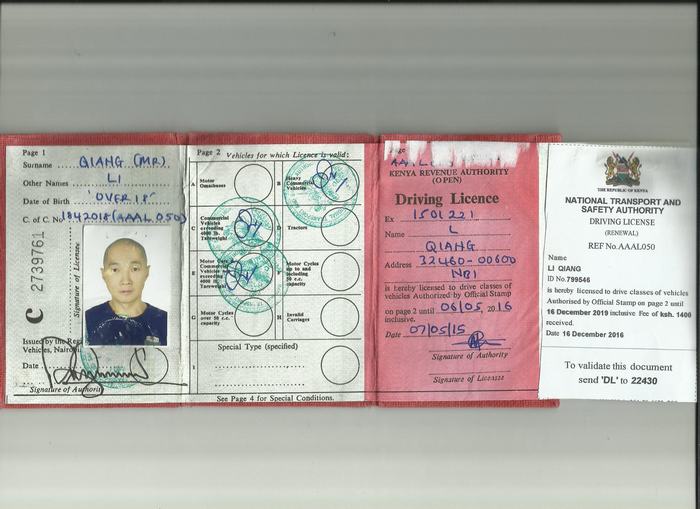 Page 1
Surname QIANG (MR)
Other Names LI
Date of Birth 'OVER 18'
C. of C. No 1842018 (AAAL 050)
C 2739761
Signature of Licensee
Issued by the Reg
Vehicles, Nairobi
Date
Signature of Authority
Page 2 Vehicles for which Licence is valid:
A Motor Omnibuses
B Heavy Commercial Vehicles
C Commercial Vehicles exceeding 4000 lb. Tareweight
D Tractors
E Motor Cars exceeding 4000 lb. Tareweight
F Motor Cycles up to and including 50 c.c. capacity
G Motor Cycles over 50 c.c. capacity
H Invalid Carriages
Special Type (specified)
I
See Page 4 for Special Conditions.
KENYA REVENUE AUTHORITY
(OPEN)
Driving Licence
Ex 1501221
Name L
QIANG
Address 32460-00600
NBI
is hereby licensed to drive classes of
vehicles Authorized by Official Stamp
on page 2 until 06/05, 2016
inclusive.
Date 07/05/15
Signature of Authority
Signature of Licensee
THE REPUBLIC OF KENYA
NATIONAL TRANSPORT AND
SAFETY AUTHORITY
DRIVING LICENSE
(RENEWAL)
REF No.AAAL050
Name
LI QIANG
ID No.799546
is hereby licensed to drive classes of vehicles
Authorised by Official Stamp on page 2 until
16 December 2019 inclusive Fee of ksh. 1400
received.
Date 16 December 2016
To validate this document
send 'DL' to 22430